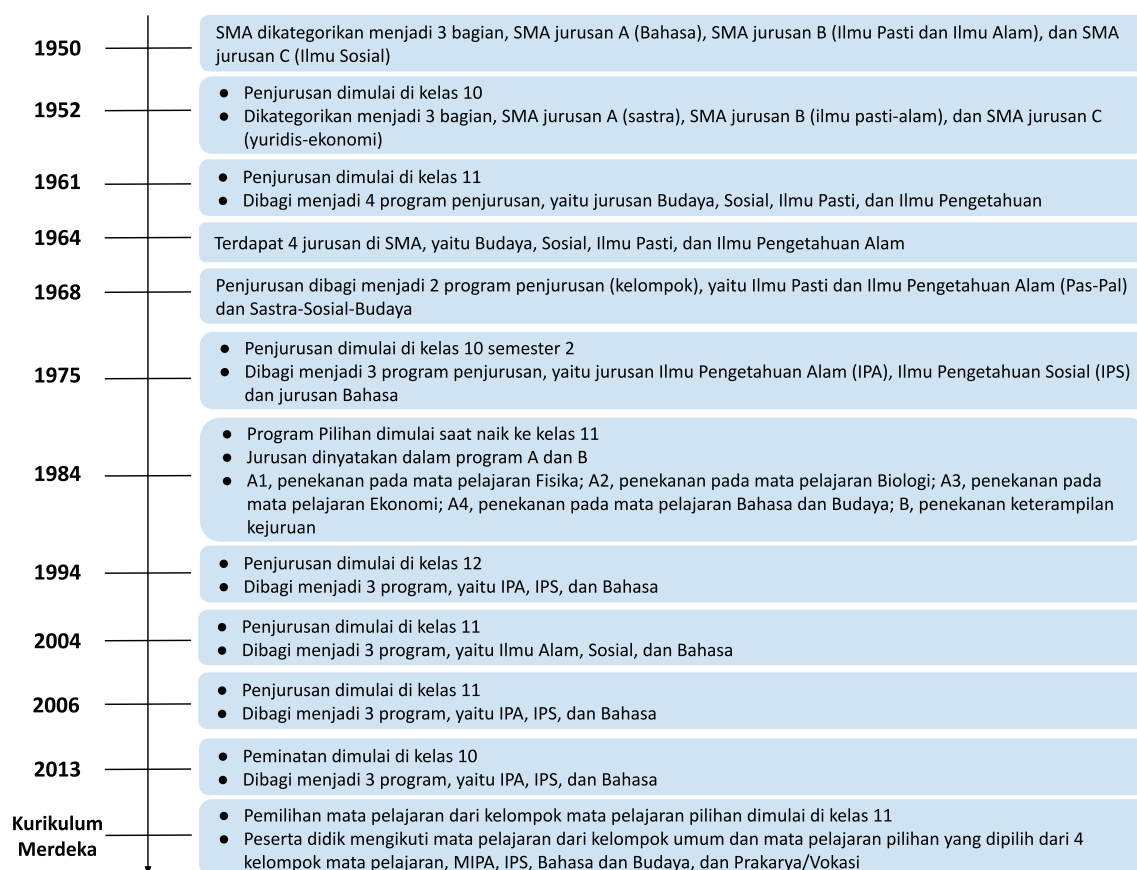 1950
SMA dikategorikan menjadi 3 bagian, SMA jurusan A (Bahasa), SMA jurusan B (Ilmu Pasti dan Ilmu Alam), dan SMA
jurusan C (Ilmu Sosial)
1952
● Penjurusan dimulai di kelas 10
● Dikategorikan menjadi 3 bagian, SMA jurusan A (sastra), SMA jurusan B (ilmu pasti-alam), dan SMA jurusan C
(yuridis-ekonomi)
1961
● Penjurusan dimulai di kelas 11
● Dibagi menjadi 4 program penjurusan, yaitu jurusan Budaya, Sosial, Ilmu Pasti, dan Ilmu Pengetahuan
1964
Terdapat 4 jurusan di SMA, yaitu Budaya, Sosial, Ilmu Pasti, dan Ilmu Pengetahuan Alam
1968
Penjurusan dibagi menjadi 2 program penjurusan (kelompok), yaitu Ilmu Pasti dan Ilmu Pengetahuan Alam (Pas-Pal)
dan Sastra-Sosial-Budaya
1975
● Penjurusan dimulai di kelas 10 semester 2
● Dibagi menjadi 3 program penjurusan, yaitu jurusan Ilmu Pengetahuan Alam (IPA), Ilmu Pengetahuan Sosial (IPS)
dan jurusan Bahasa
1984
● Program Pilihan dimulai saat naik ke kelas 11
● Jurusan dinyatakan dalam program A dan B
● A1, penekanan pada mata pelajaran Fisika; A2, penekanan pada mata pelajaran Biologi; A3, penekanan pada
mata pelajaran Ekonomi; A4, penekanan pada mata pelajaran Bahasa dan Budaya; B, penekanan keterampilan
kejuruan
1994
● Penjurusan dimulai di kelas 12
● Dibagi menjadi 3 program, yaitu IPA, IPS, dan Bahasa
2004
● Penjurusan dimulai di kelas 11
● Dibagi menjadi 3 program, yaitu Ilmu Alam, Sosial, dan Bahasa
2006
● Penjurusan dimulai di kelas 11
● Dibagi menjadi 3 program, yaitu IPA, IPS, dan Bahasa
2013
● Peminatan dimulai di kelas 10
● Dibagi menjadi 3 program, yaitu IPA, IPS, dan Bahasa
Kurikulum
Merdeka
● Pemilihan mata pelajaran dari kelompok mata pelajaran pilihan dimulai di kelas 11
● Peserta didik mengikuti mata pelajaran dari kelompok umum dan mata pelajaran pilihan yang dipilih dari 4
kelompok mata pelajaran, MIPA, IPS, Bahasa dan Budaya, dan Prakarya/Vokasi